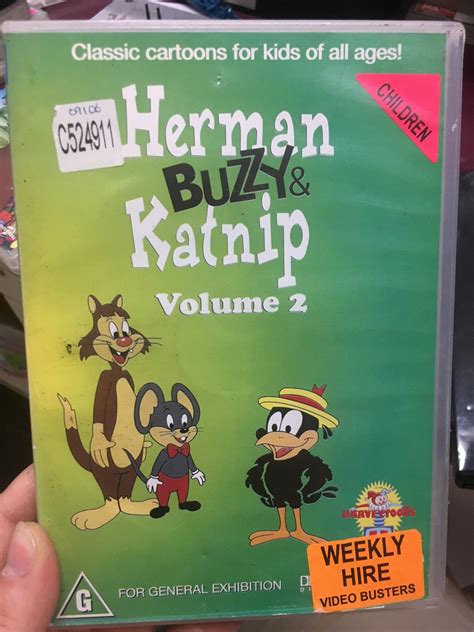 Classic cartoons for kids of all ages!
09106
C524911
CHILDREN
Herman
BUZZY &
Katnip
Volume 2
HARVEYTOONS
G
FOR GENERAL EXHIBITION
WEEKLY
HIRE
VIDEO BUSTERS